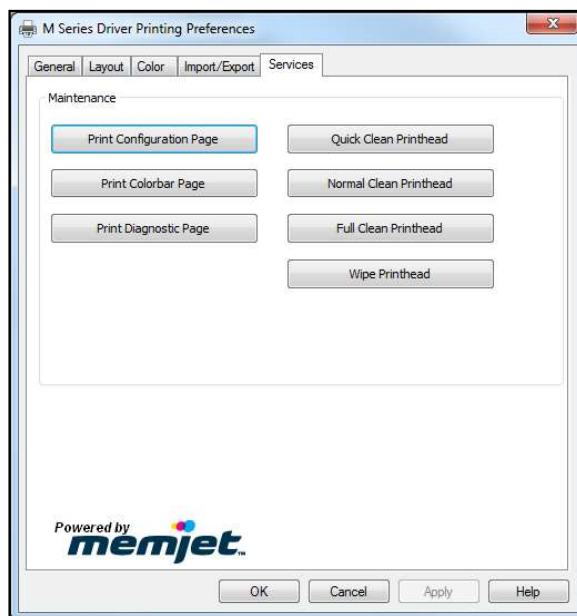 M Series Driver Printing Preferences
General Layout Color Import/Export Services
Maintenance
Print Configuration Page Quick Clean Printhead
Print Colorbar Page Normal Clean Printhead
Print Diagnostic Page Full Clean Printhead
Wipe Printhead
Powered by
memjet™
OK Cancel Apply Help